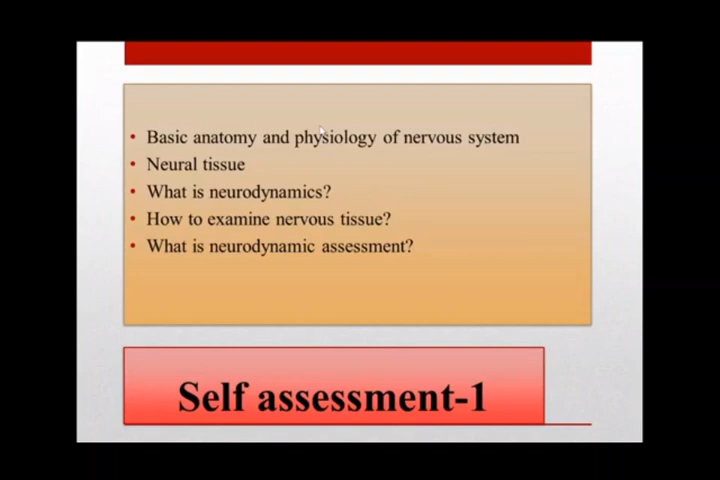 • Basic anatomy and physiology of nervous system
• Neural tissue
• What is neurodynamics?
• How to examine nervous tissue?
• What is neurodynamic assessment?
Self assessment-1